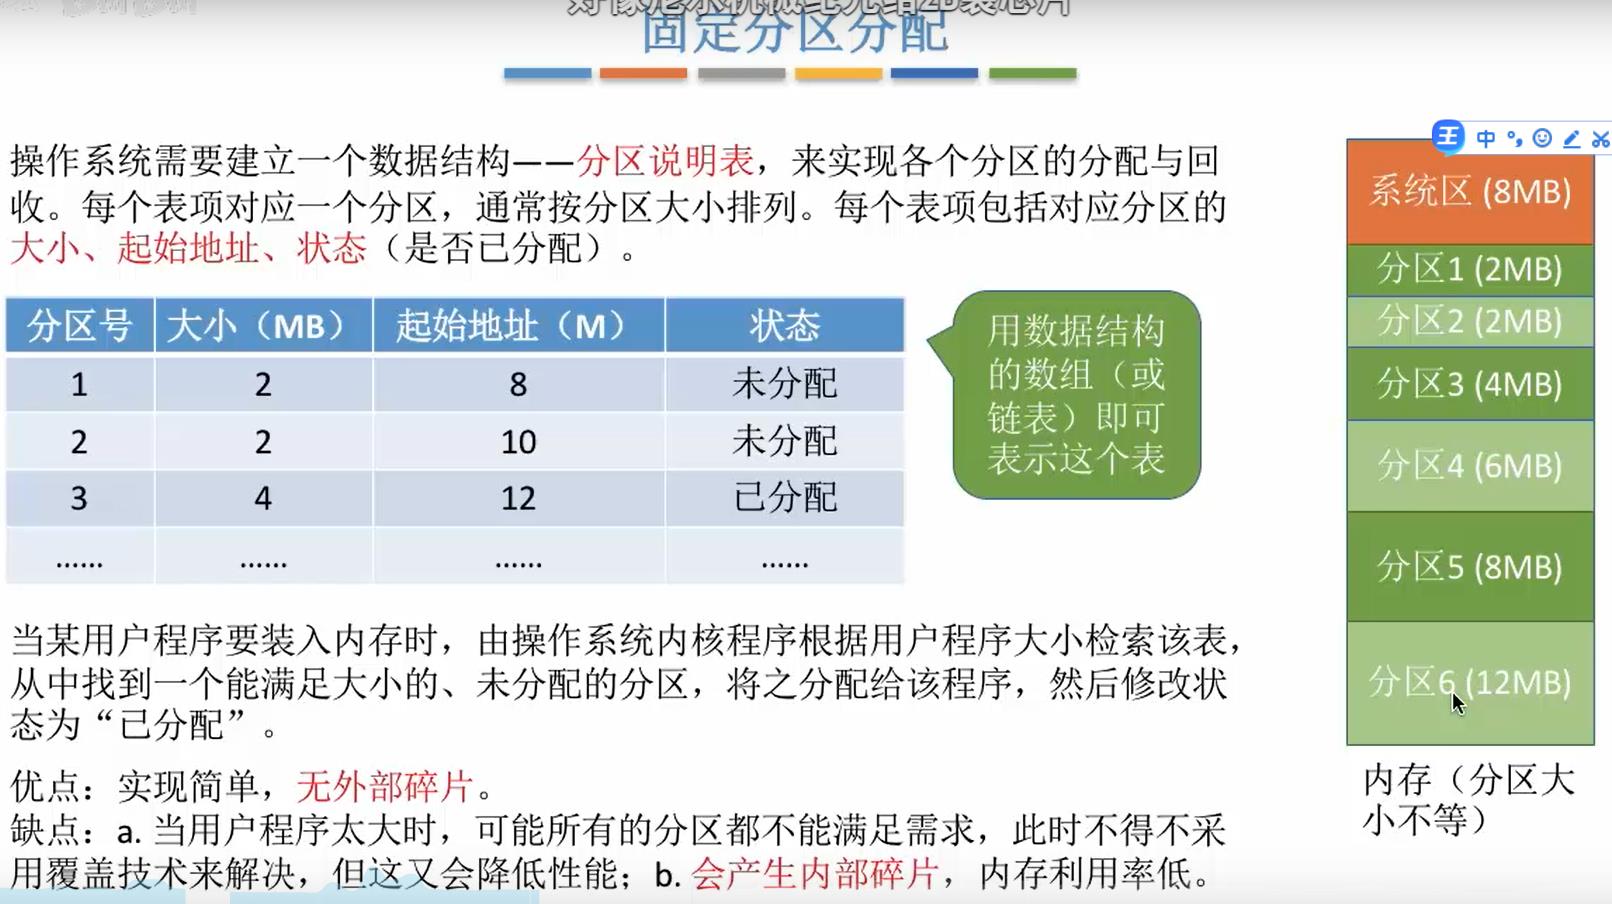 固定分区分配
操作系统需要建立一个数据结构——分区说明表，来实现各个分区的分配与回
收。每个表项对应一个分区，通常按分区大小排列。每个表项包括对应分区的
大小、起始地址、状态（是否已分配）。
分区号 大小（MB） 起始地址（M） 状态
1 2 8 未分配
2 2 10 未分配
3 4 12 已分配
...... ...... ...... ......
用数据结构
的数组（或
链表）即可
表示这个表
当某用户程序要装入内存时，由操作系统内核程序根据用户程序大小检索该表，
从中找到一个能满足大小的、未分配的分区，将之分配给该程序，然后修改状
态为“已分配”。
优点：实现简单，无外部碎片。
缺点：a. 当用户程序太大时，可能所有的分区都不能满足需求，此时不得不采
用覆盖技术来解决，但这又会降低性能；b. 会产生内部碎片，内存利用率低。
王 中
系统区 (8MB)
分区1 (2MB)
分区2 (2MB)
分区3 (4MB)
分区4 (6MB)
分区5 (8MB)
分区6 (12MB)
内存（分区大
小不等）